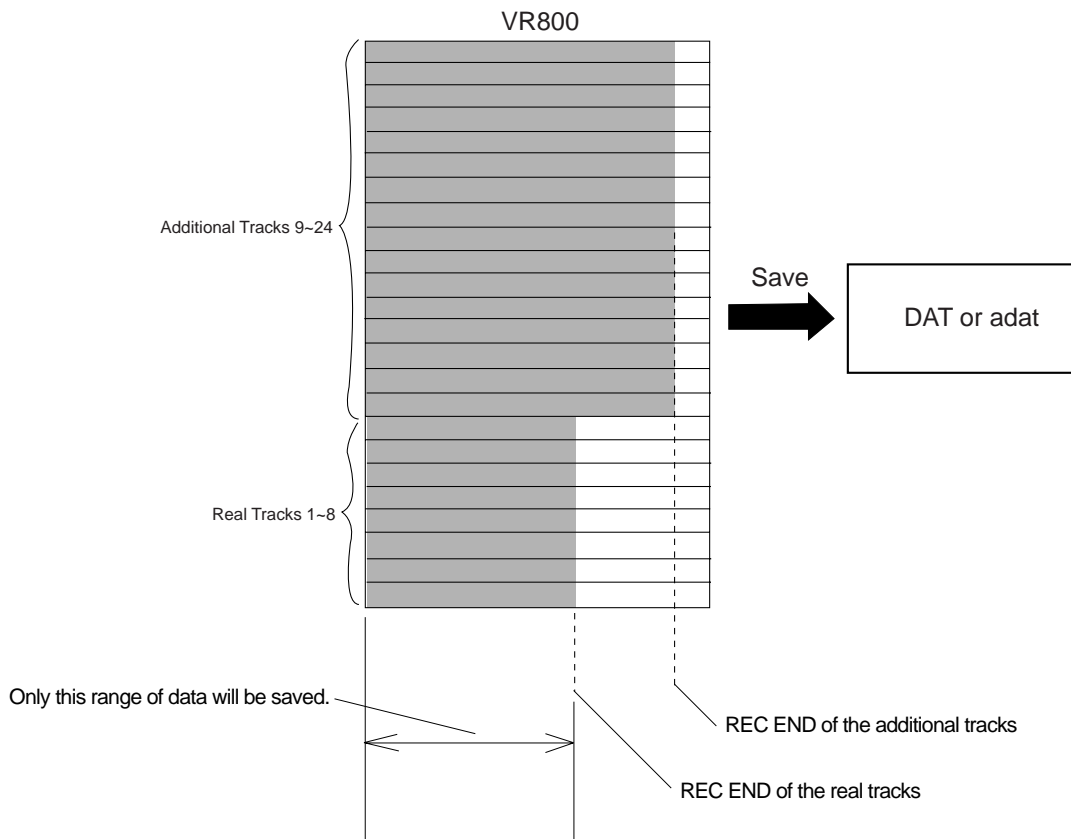 VR800
Additional Tracks 9~24
Save
DAT or adat
Real Tracks 1~8
Only this range of data will be saved.
REC END of the additional tracks
REC END of the real tracks